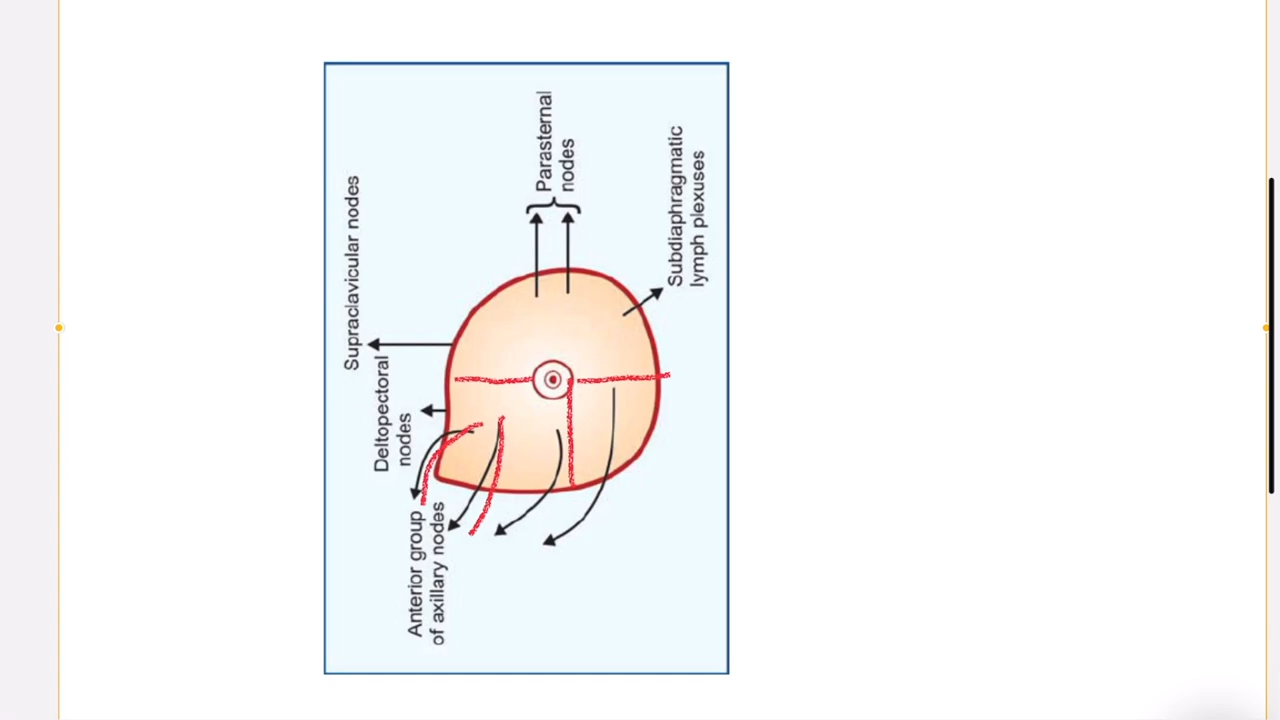 Supraclavicular nodes
Deltopectoral
nodes
Anterior group
of axillary nodes
Parasternal
nodes
Subdiaphragmatic
lymph plexuses